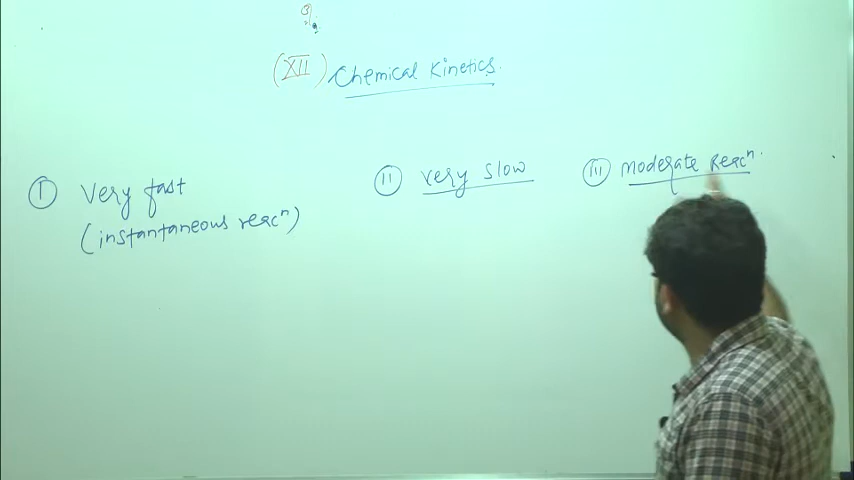 (XII) Chemical Kinetics.
I Very fast
(instantaneous reacⁿ)
II very slow
III moderate Reacⁿ.